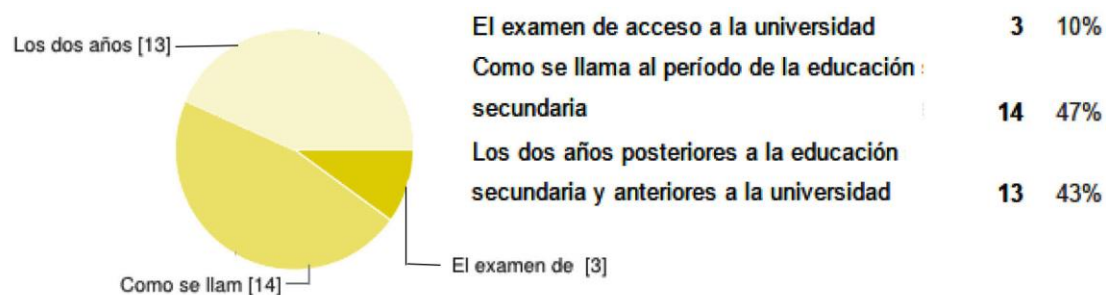 Los dos años [13]
Como se llam [14]
El examen de [3]
El examen de acceso a la universidad 3 10%
Como se llama al período de la educación
secundaria 14 47%
Los dos años posteriores a la educación
secundaria y anteriores a la universidad 13 43%